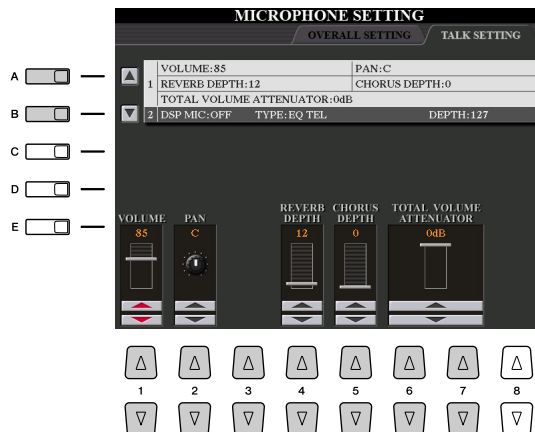 MICROPHONE SETTING
OVERALL SETTING
TALK SETTING
A
B
C
D
E
1
VOLUME:85
PAN:C
REVERB DEPTH:12
CHORUS DEPTH:0
TOTAL VOLUME ATTENUATOR:0dB
2
DSP MIC:OFF TYPE:EQ TEL DEPTH:127
VOLUME
85
PAN
C
REVERB
DEPTH
12
CHORUS
DEPTH
0
TOTAL VOLUME
ATTENUATOR
0dB
1 2 3 4 5 6 7 8